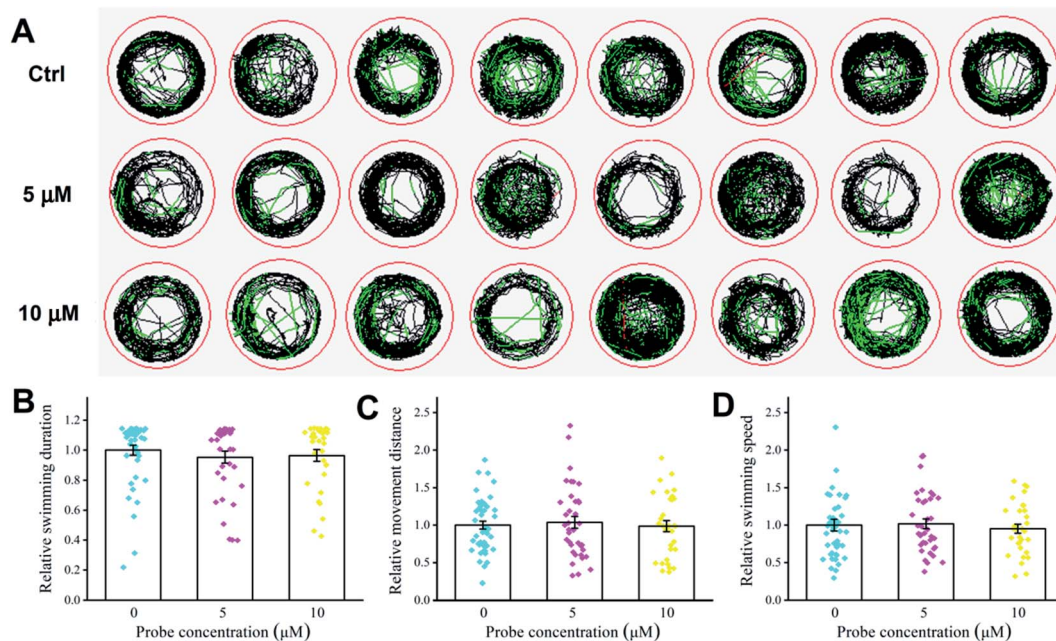 A
Ctrl
5 μM
10 μM
B
Relative swimming duration
1.2
1.0
0.8
0.6
0.4
0.2
0.0
0
5
10
Probe concentration (μM)
C
Relative movement distance
2.5
2.0
1.5
1.0
0.5
0.0
0
5
10
Probe concentration (μM)
D
Relative swimming speed
2.5
2.0
1.5
1.0
0.5
0.0
0
5
10
Probe concentration (μM)